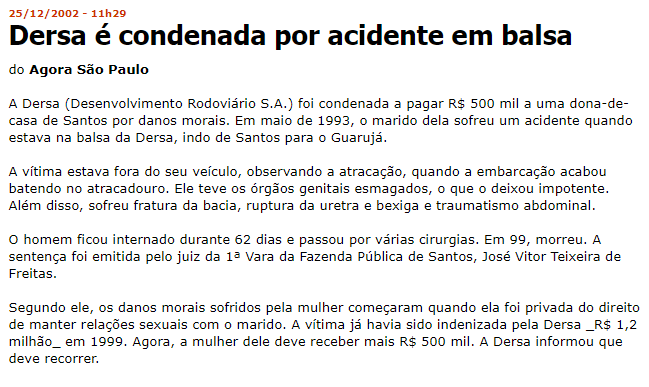 25/12/2002 - 11h29
Dersa é condenada por acidente em balsa
do Agora São Paulo
A Dersa (Desenvolvimento Rodoviário S.A.) foi condenada a pagar R$ 500 mil a uma dona-de-
casa de Santos por danos morais. Em maio de 1993, o marido dela sofreu um acidente quando
estava na balsa da Dersa, indo de Santos para o Guarujá.
A vítima estava fora do seu veículo, observando a atracação, quando a embarcação acabou
batendo no atracadouro. Ele teve os órgãos genitais esmagados, o que o deixou impotente.
Além disso, sofreu fratura da bacia, ruptura da uretra e bexiga e traumatismo abdominal.
O homem ficou internado durante 62 dias e passou por várias cirurgias. Em 99, morreu. A
sentença foi emitida pelo juiz da 1ª Vara da Fazenda Pública de Santos, José Vitor Teixeira de
Freitas.
Segundo ele, os danos morais sofridos pela mulher começaram quando ela foi privada do direito
de manter relações sexuais com o marido. A vítima já havia sido indenizada pela Dersa _R$ 1,2
milhão_ em 1999. Agora, a mulher dele deve receber mais R$ 500 mil. A Dersa informou que
deve recorrer.